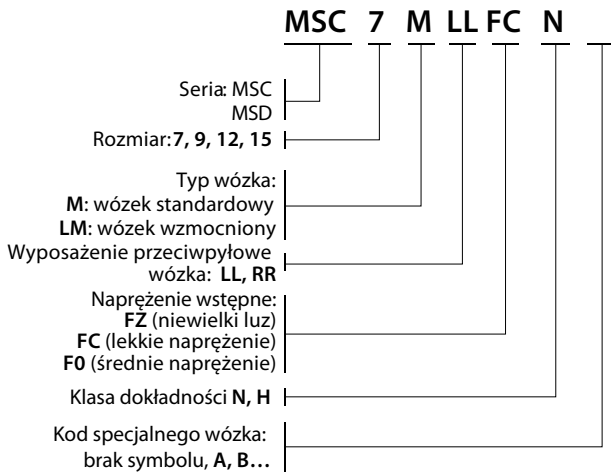 MSC 7 M LL FC N
Seria: MSC
MSD
Rozmiar: 7, 9, 12, 15
Typ wózka:
M: wózek standardowy
LM: wózek wzmocniony
Wyposażenie przeciwpyłowe
wózka: LL, RR
Naprężenie wstępne:
FZ (niewielki luz)
FC (lekkie naprężenie)
F0 (średnie naprężenie)
Klasa dokładności N, H
Kod specjalnego wózka:
brak symbolu, A, B...